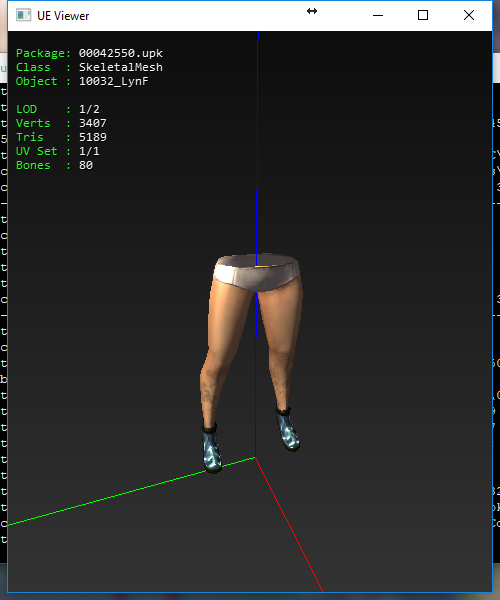 UE Viewer
Package: 00042550.upk
Class  : SkeletalMesh
Object : 10032_LynF
LOD    : 1/2
Verts  : 3407
Tris   : 5189
UV Set : 1/1
Bones  : 80